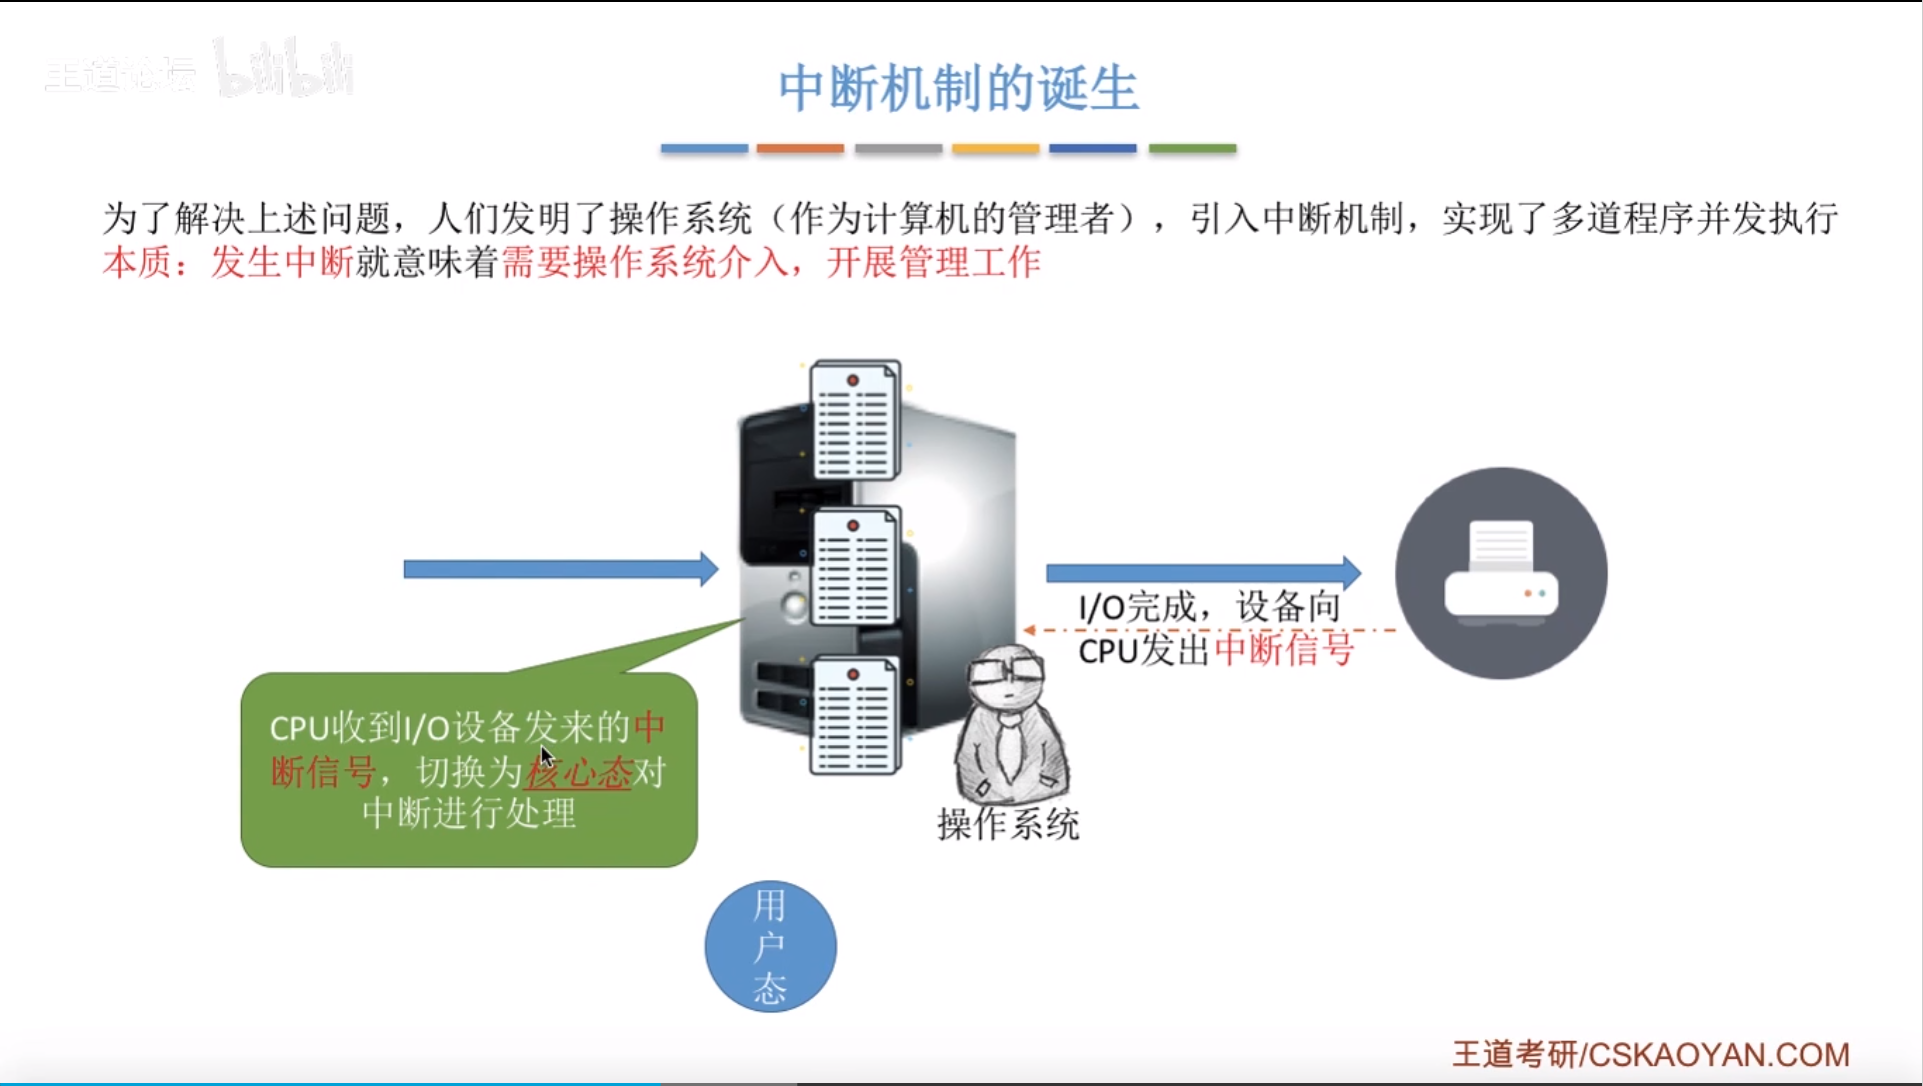 王道论坛 bilibili
中断机制的诞生
为了解决上述问题，人们发明了操作系统（作为计算机的管理者），引入中断机制，实现了多道程序并发执行
本质：发生中断就意味着需要操作系统介入，开展管理工作
I/O完成，设备向
CPU发出中断信号
CPU收到I/O设备发来的中
断信号，切换为核心态对
中断进行处理
操作系统
用
户
态
王道考研/CSKAOYAN.COM